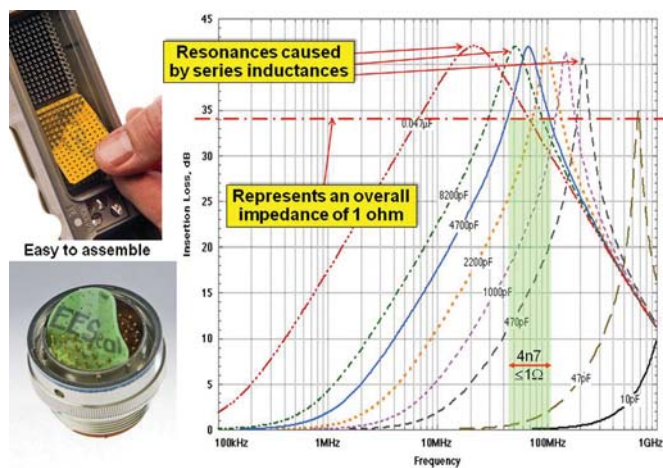 Easy to assemble
EESeal
45
40
35
30
25
20
15
10
5
0
Insertion Loss, dB
Resonances caused
by series inductances
Represents an overall
impedance of 1 ohm
0.047µF
8200pF
4700pF
2200pF
1000pF
470pF
47pF
10pF
4n7
≤1Ω
100kHz
1MHz
10MHz
100MHz
1GHz
Frequency